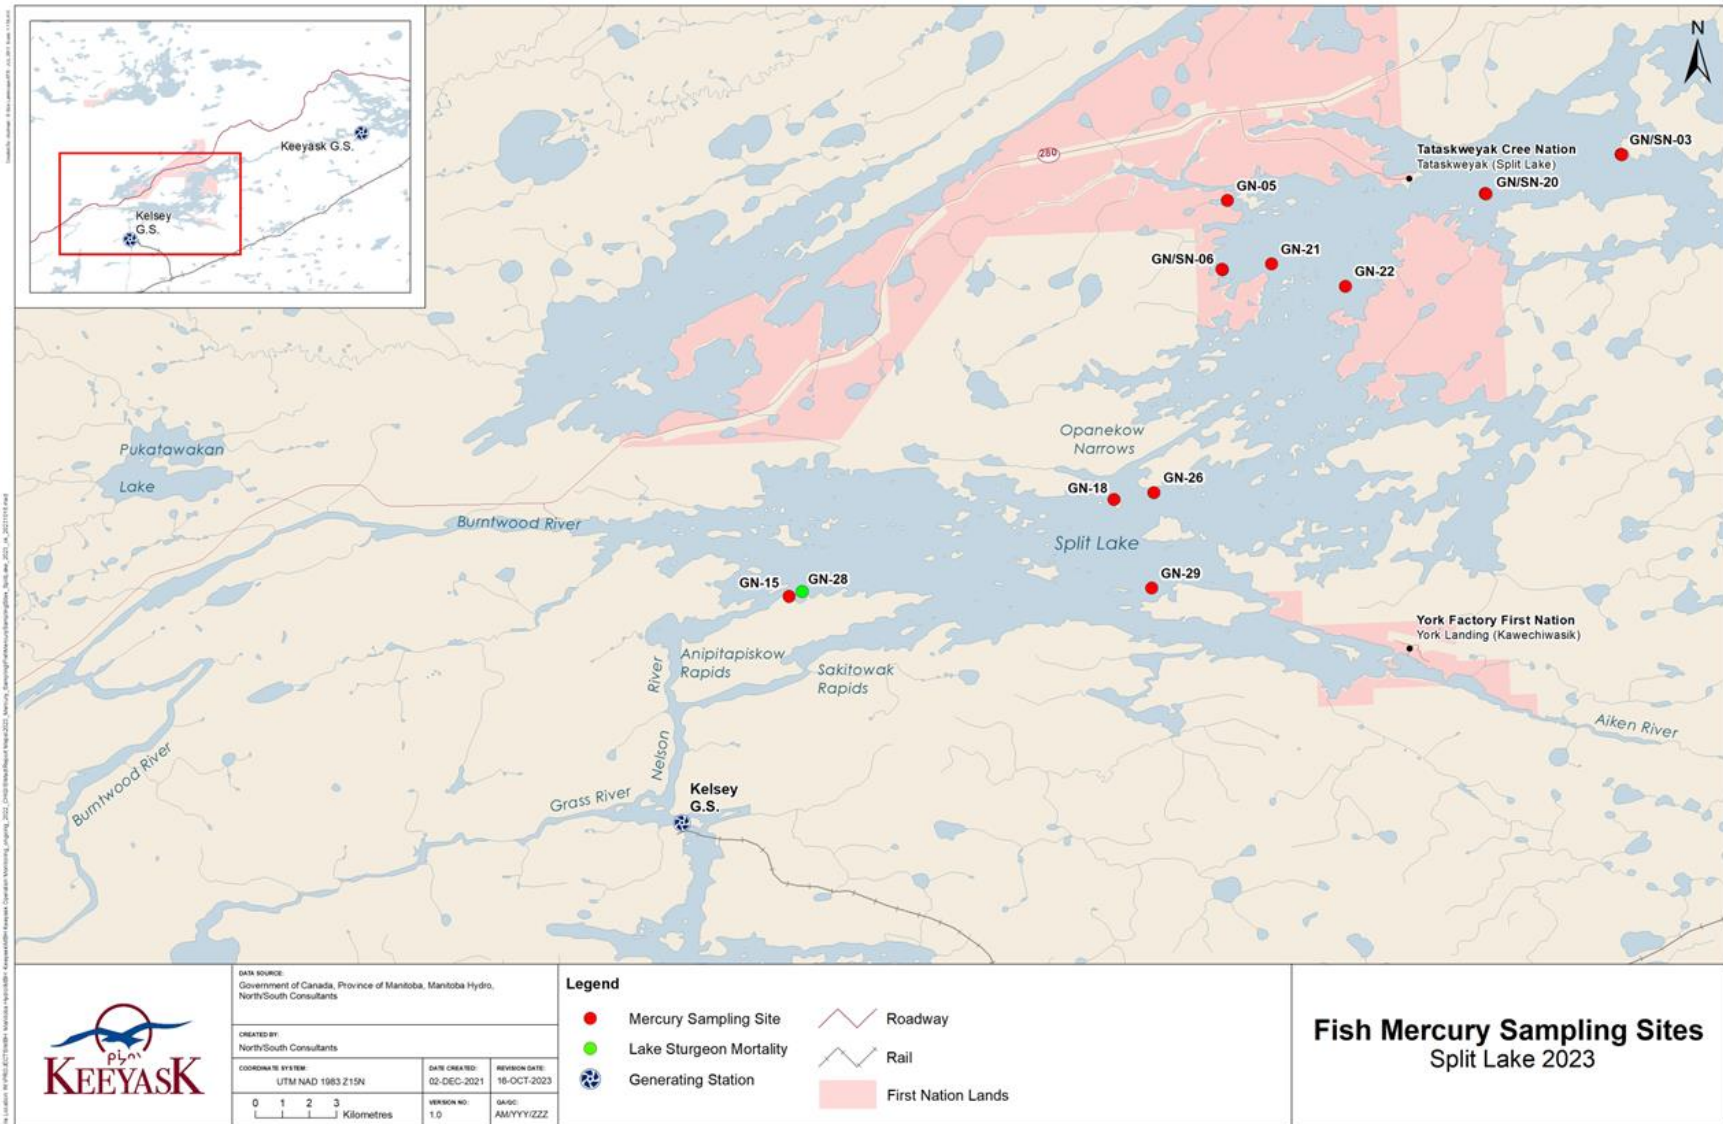 N
Keeyask G.S.
Kelsey
G.S.
280
Tataskweyak Cree Nation
Tataskweyak (Split Lake)
GN/SN-03
GN/SN-20
GN-05
GN/SN-06
GN-21
GN-22
Pukatawakan
Lake
Opanekow
Narrows
GN-18
GN-26
Burntwood River
Split Lake
GN-15
GN-28
GN-29
York Factory First Nation
York Landing (Kawechiwasik)
Anipitapiskow
Rapids
Sakitowak
Rapids
Nelson River
Aiken River
Burntwood River
Grass River
Kelsey
G.S.
KEEYASK
DATA SOURCE:
Government of Canada, Province of Manitoba, Manitoba Hydro,
North/South Consultants
CREATED BY:
North/South Consultants
COORDINATE SYSTEM:
UTM NAD 1983 Z15N
DATE CREATED:
02-DEC-2021
REVISION DATE:
16-OCT-2023
0 1 2 3
Kilometres
VERSION NO:
1.0
QA/QC:
AM/YYY/ZZZ
Legend
Mercury Sampling Site
Lake Sturgeon Mortality
Generating Station
Roadway
Rail
First Nation Lands
Fish Mercury Sampling Sites
Split Lake 2023